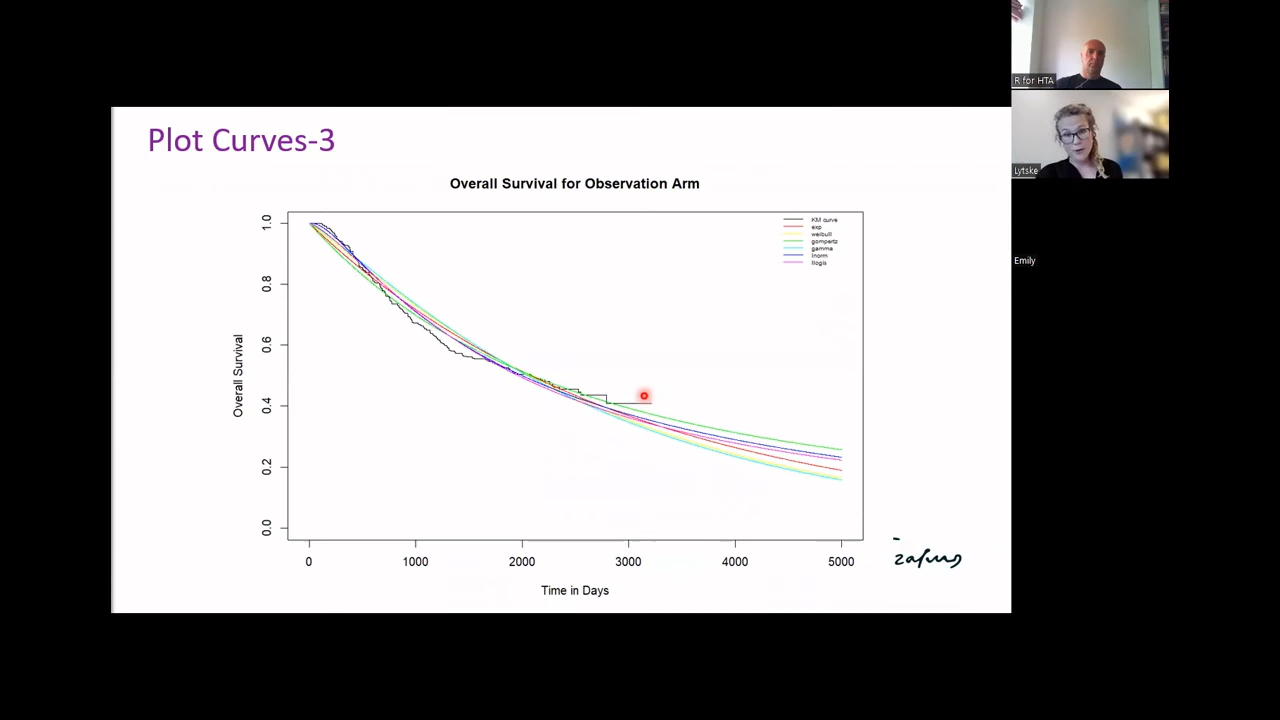 R for HTA
Lytske
Emily
Plot Curves-3
Overall Survival for Observation Arm
KM curve
exp
weibull
gompertz
gamma
lnorm
llogis
Overall Survival
1.0
0.8
0.6
0.4
0.2
0.0
0 1000 2000 3000 4000 5000
Time in Days